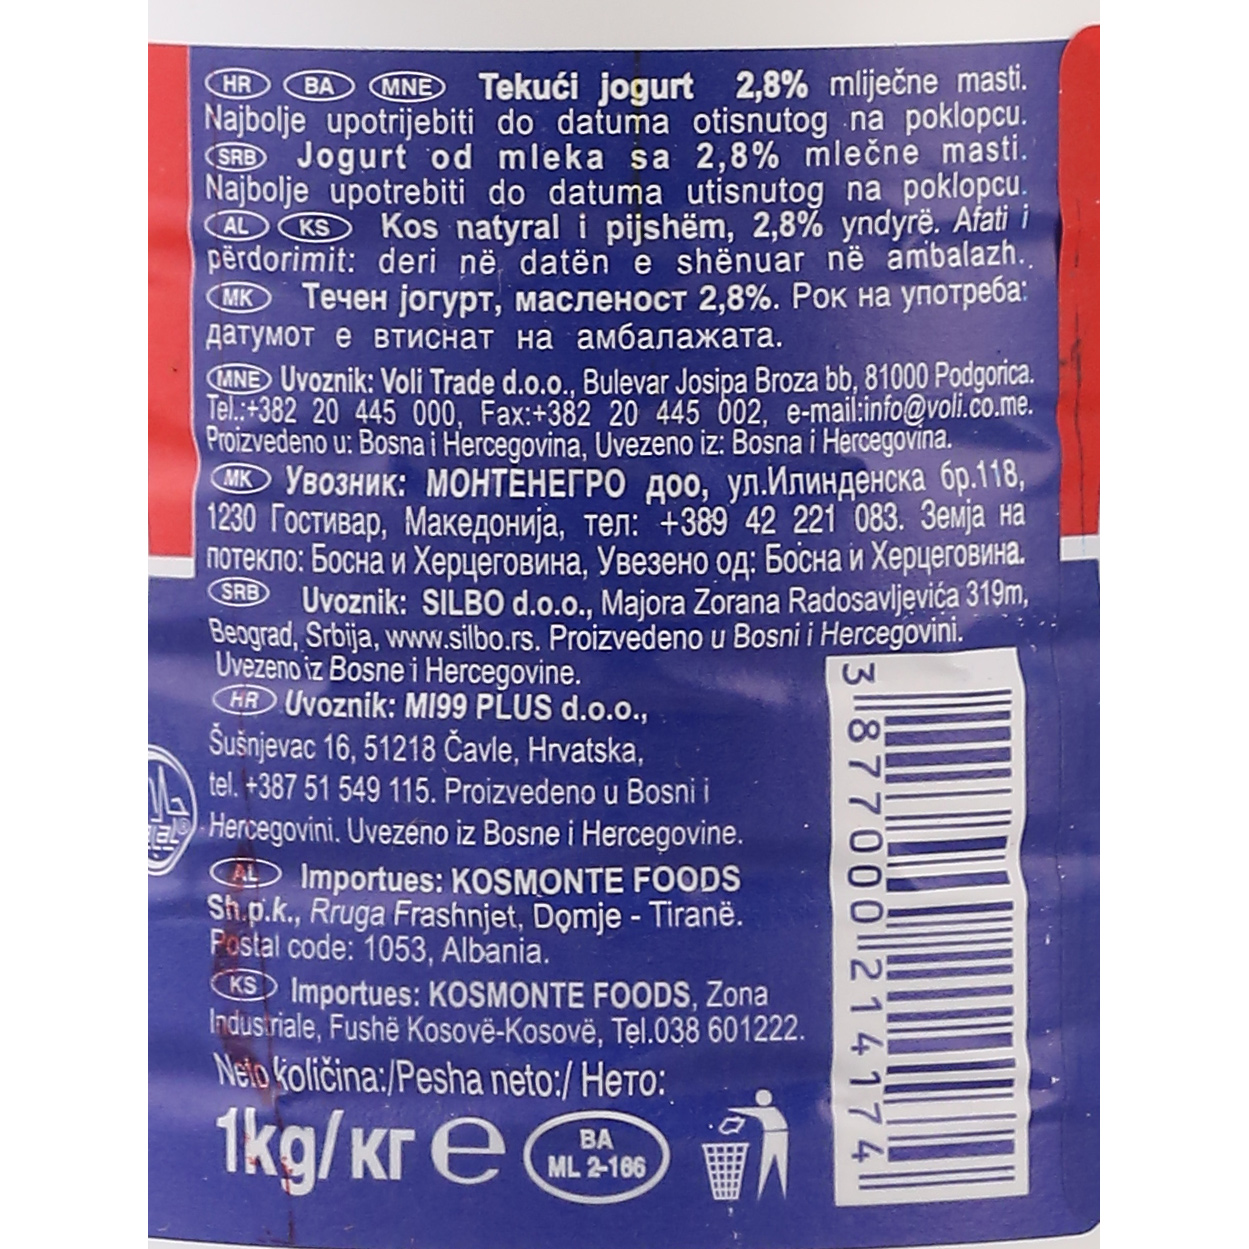 HR BA MNE Tekući jogurt 2,8% mliječne masti.
Najbolje upotrijebiti do datuma otisnutog na poklopcu.
SRB Jogurt od mleka sa 2,8% mlečne masti.
Najbolje upotrebiti do datuma utisnutog na poklopcu.
AL KS Kos natyral i pijshëm, 2,8% yndyrë. Afati i
përdorimit: deri në datën e shënuar në ambalazh.
MK Течен јогурт, масленост 2,8%. Рок на употреба:
датумот е втиснат на амбалажата.
MNE Uvoznik: Voli Trade d.o.o., Bulevar Josipa Broza bb, 81000 Podgorica.
Tel.:+382 20 445 000, Fax:+382 20 445 002, e-mail:info@voli.co.me.
Proizvedeno u: Bosna i Hercegovina, Uvezeno iz: Bosna i Hercegovina.
MK Увозник: МОНТЕНЕГРО доо, ул.Илинденска бр.118,
1230 Гостивар, Македонија, тел: +389 42 221 083. Земја на
потекло: Босна и Херцеговина, Увезено од: Босна и Херцеговина.
SRB Uvoznik: SILBO d.o.o., Majora Zorana Radosavljevića 319m,
Beograd, Srbija, www.silbo.rs. Proizvedeno u Bosni i Hercegovini.
Uvezeno iz Bosne i Hercegovine.
HR Uvoznik: MI99 PLUS d.o.o.,
Šušnjevac 16, 51218 Čavle, Hrvatska,
tel. +387 51 549 115. Proizvedeno u Bosni i
Hercegovini. Uvezeno iz Bosne i Hercegovine.
AL Importues: KOSMONTE FOODS
Sh.p.k., Rruga Frashnjet, Domje - Tiranë.
Postal code: 1053, Albania.
KS Importues: KOSMONTE FOODS, Zona
Industriale, Fushë Kosovë-Kosovë, Tel.038 601222.
Neto količina:/Pesha neto:/ Нето:
1kg/кг e BA
ML 2-166
3 877000 214174